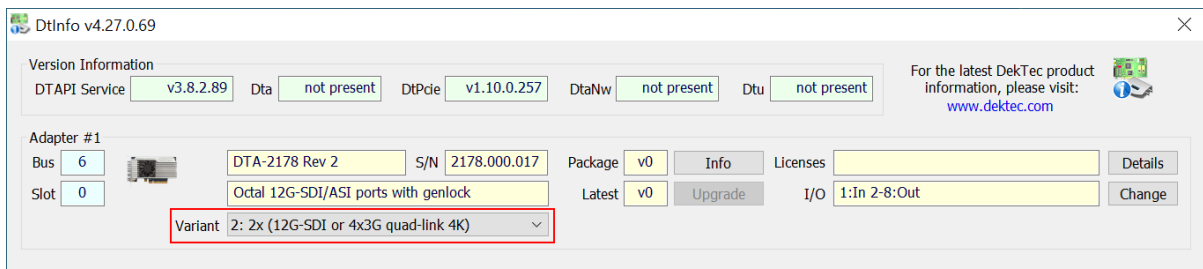 DtInfo v4.27.0.69
Version Information
DTAPI Service v3.8.2.89 Dta not present DtPcie v1.10.0.257 DtaNw not present Dtu not present
For the latest DekTec product
information, please visit:
www.dektec.com
Adapter #1
Bus 6 DTA-2178 Rev 2 S/N 2178.000.017 Package v0 Info Licenses Details
Slot 0 Octal 12G-SDI/ASI ports with genlock Latest v0 Upgrade I/O 1:In 2-8:Out Change
Variant 2: 2x (12G-SDI or 4x3G quad-link 4K)